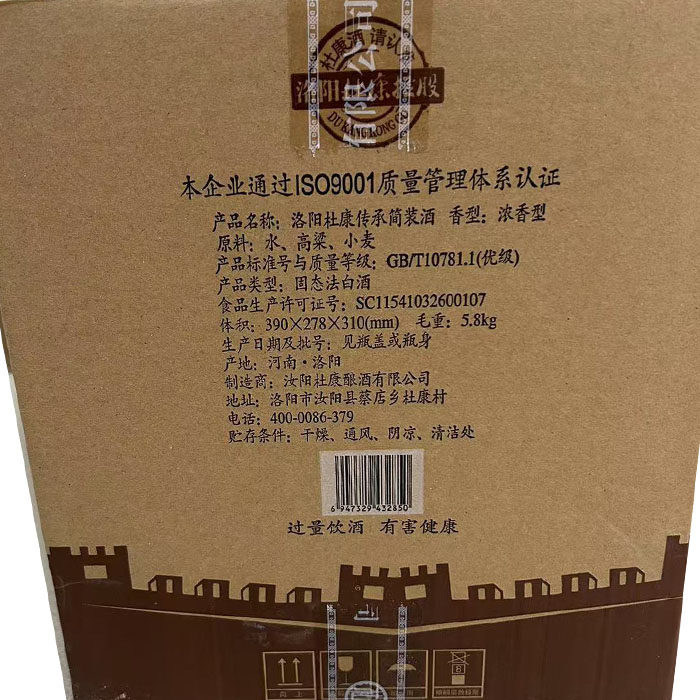 杜康酒 请认准
有限公司
洛阳杜康控股
DUKANG KONG GU
本企业通过ISO9001质量管理体系认证
产品名称：洛阳杜康传承简装酒 香型：浓香型
原料：水、高粱、小麦
产品标准号与质量等级：GB/T10781.1(优级)
产品类型：固态法白酒
食品生产许可证号：SC11541032600107
体积：390×278×310(mm) 毛重：5.8kg
生产日期及批号：见瓶盖或瓶身
产地：河南·洛阳
制造商：汝阳杜康酿酒有限公司
地址：洛阳市汝阳县蔡店乡杜康村
电话：400-0086-379
贮存条件：干燥、通风、阴凉、清洁处
6 947329 432850
过量饮酒 有害健康
司
向上